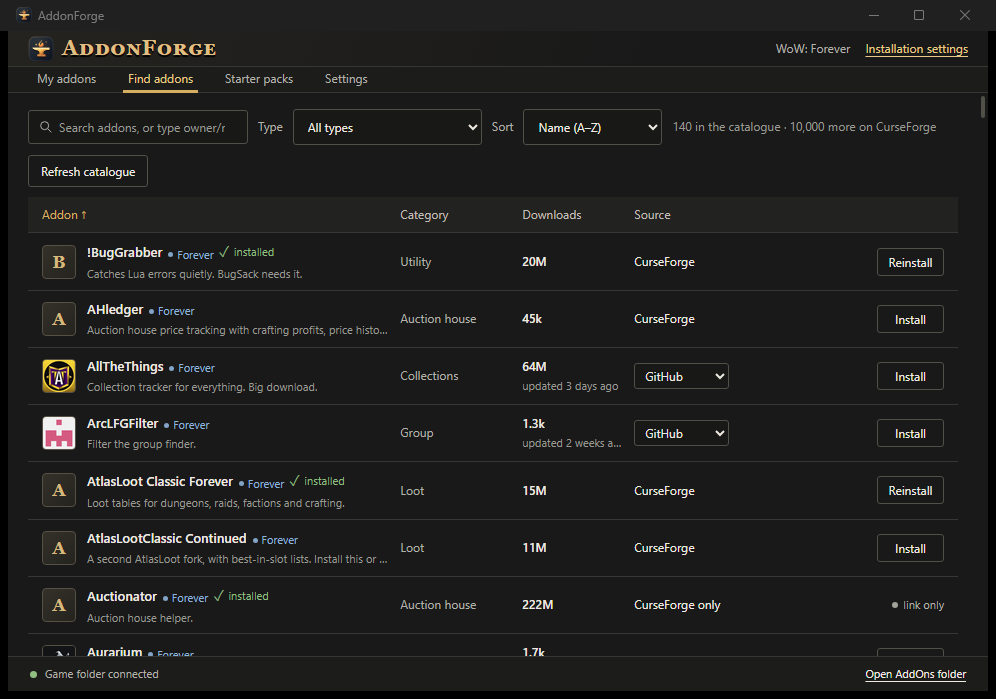 AddonForge
AddonForge
WoW: Forever Installation settings
My addons Find addons Starter packs Settings
Search addons, or type owner/r Type All types Sort Name (A–Z) 140 in the catalogue · 10,000 more on CurseForge
Refresh catalogue
Addon ↑ Category Downloads Source
B !BugGrabber • Forever ✓ installed Utility 20M CurseForge Reinstall
Catches Lua errors quietly. BugSack needs it.
A AHledger • Forever Auction house 45k CurseForge Install
Auction house price tracking with crafting profits, price histo...
AllTheThings • Forever Collections 64M GitHub Install
Collection tracker for everything. Big download. updated 3 days ago
ArcLFGFilter • Forever Group 1.3k GitHub Install
Filter the group finder. updated 2 weeks a...
A AtlasLoot Classic Forever • Forever ✓ installed Loot 15M CurseForge Reinstall
Loot tables for dungeons, raids, factions and crafting.
A AtlasLootClassic Continued • Forever Loot 11M CurseForge Install
A second AtlasLoot fork, with best-in-slot lists. Install this or ...
A Auctionator • Forever ✓ installed Auction house 222M CurseForge only • link only
Auction house helper.
Aurarium • Forever 1.7k
Game folder connected Open AddOns folder